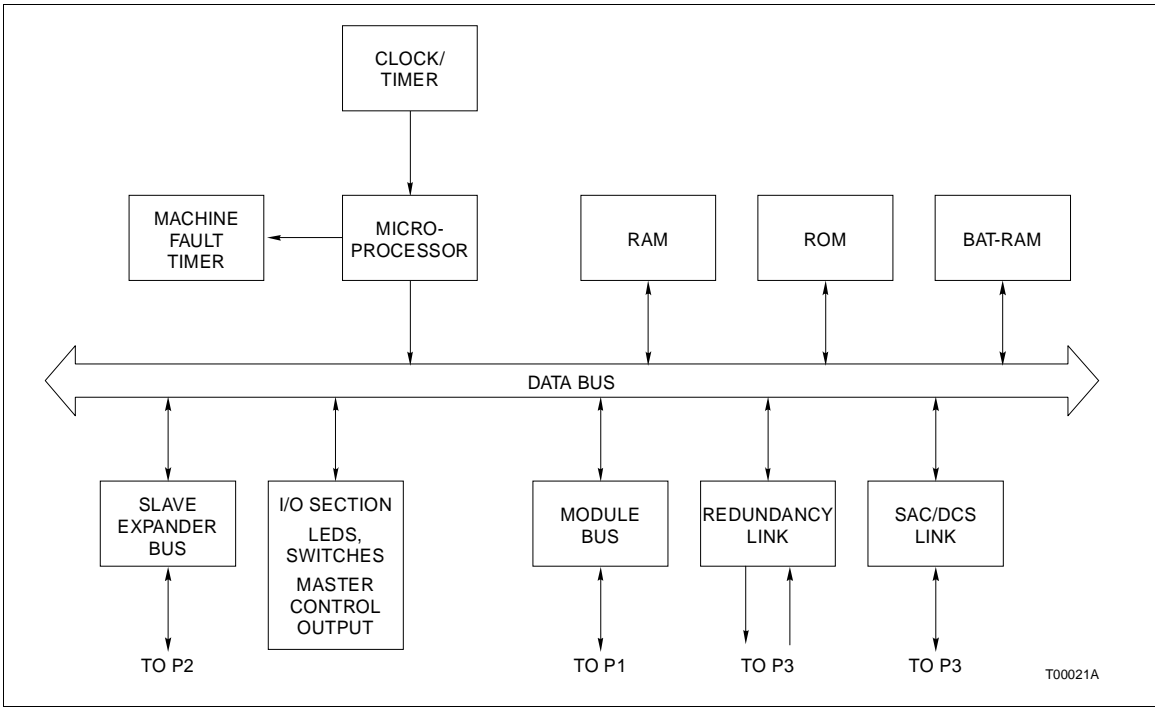 CLOCK/
TIMER
MACHINE
FAULT
TIMER
MICRO-
PROCESSOR
RAM
ROM
BAT-RAM
DATA BUS
SLAVE
EXPANDER
BUS
I/O SECTION
LEDS,
SWITCHES
MASTER
CONTROL
OUTPUT
MODULE
BUS
REDUNDANCY
LINK
SAC/DCS
LINK
TO P2
TO P1
TO P3
TO P3
T00021A